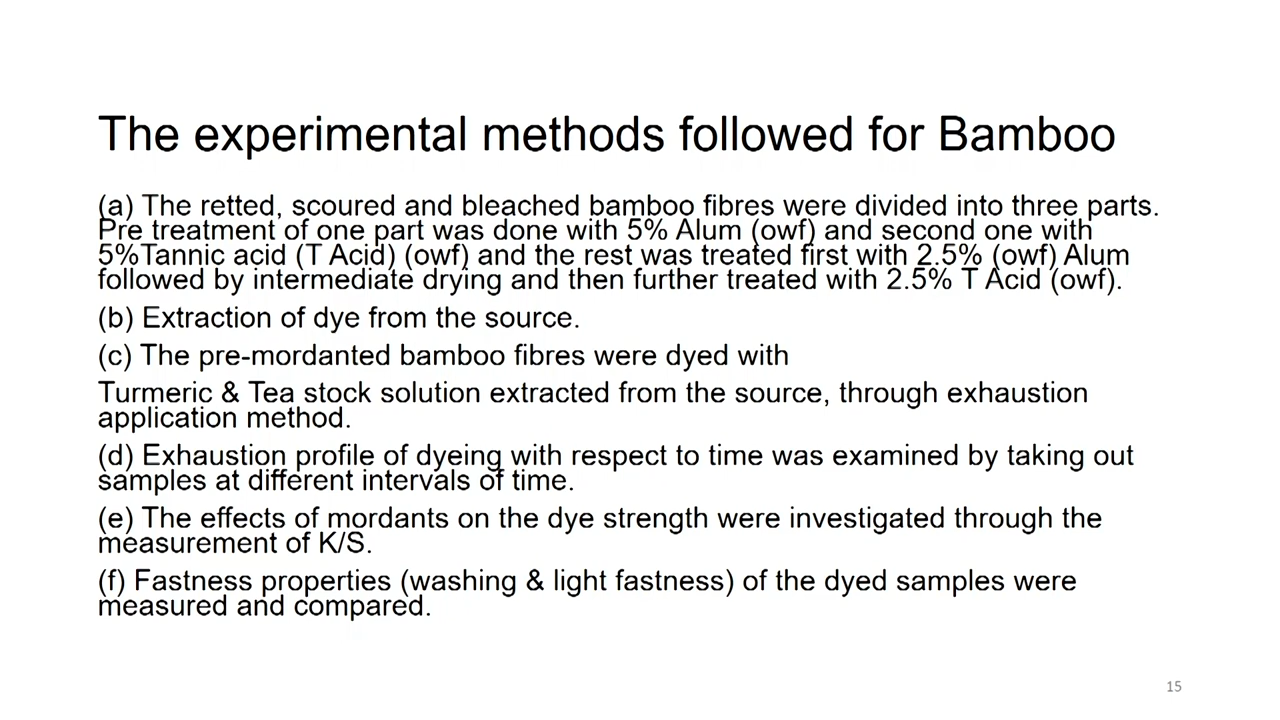 The experimental methods followed for Bamboo
(a) The retted, scoured and bleached bamboo fibres were divided into three parts.
Pre treatment of one part was done with 5% Alum (owf) and second one with
5%Tannic acid (T Acid) (owf) and the rest was treated first with 2.5% (owf) Alum
followed by intermediate drying and then further treated with 2.5% T Acid (owf).
(b) Extraction of dye from the source.
(c) The pre-mordanted bamboo fibres were dyed with
Turmeric & Tea stock solution extracted from the source, through exhaustion
application method.
(d) Exhaustion profile of dyeing with respect to time was examined by taking out
samples at different intervals of time.
(e) The effects of mordants on the dye strength were investigated through the
measurement of K/S.
(f) Fastness properties (washing & light fastness) of the dyed samples were
measured and compared.
15